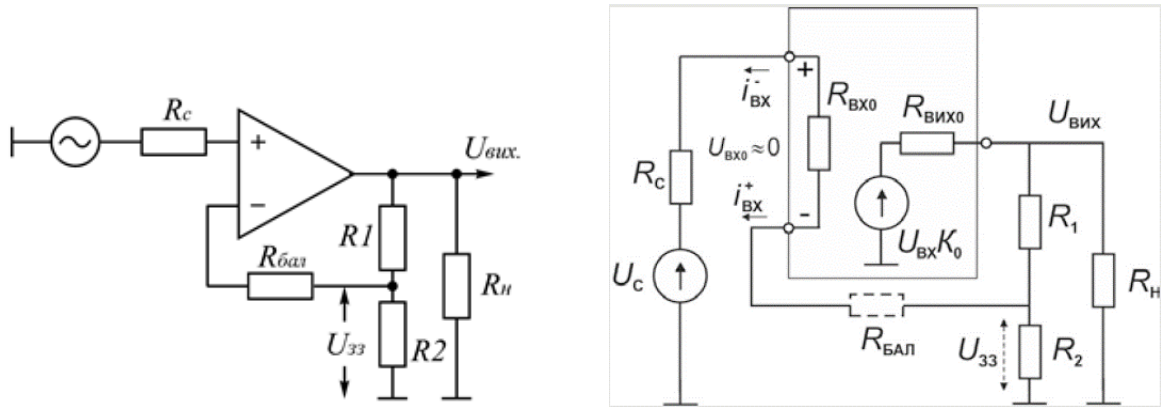 Rc
+
−
Uвих.
R1
Rбал
Rн
Uзз
R2
+
i⁻вх
Rвх0
Rвих0
Uвих
Uвх0≈0
Rс
i⁺вх
-
R₁
UвхK₀
Uс
Rн
Rбал
Uзз
R₂